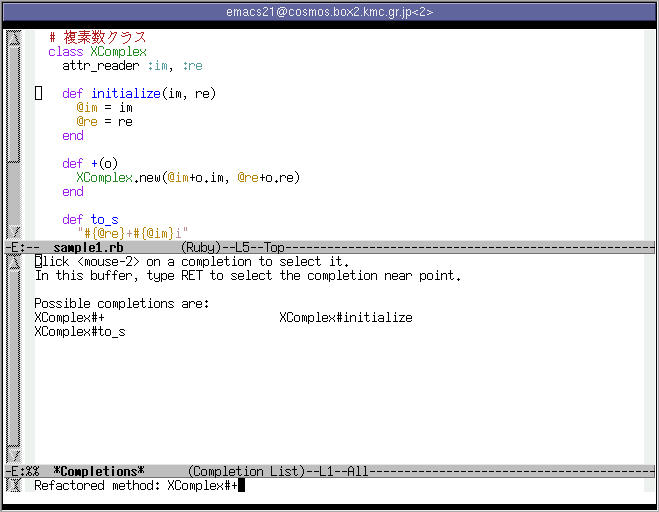 emacs21@cosmos.box2.kmc.gr.jp<2>
# 複素数クラス
class XComplex
  attr_reader :im, :re

  def initialize(im, re)
    @im = im
    @re = re
  end

  def +(o)
    XComplex.new(@im+o.im, @re+o.re)
  end

  def to_s
    "#{@re}+#{@im}i"
-E:--  sample1.rb        (Ruby)--L5--Top-----------------------------------------------------
Click <mouse-2> on a completion to select it.
In this buffer, type RET to select the completion near point.

Possible completions are:
XComplex#+                         XComplex#initialize
XComplex#to_s
-E:%%  *Completions*      (Completion List)--L1--All-----------------------------------------
Refactored method: XComplex#+